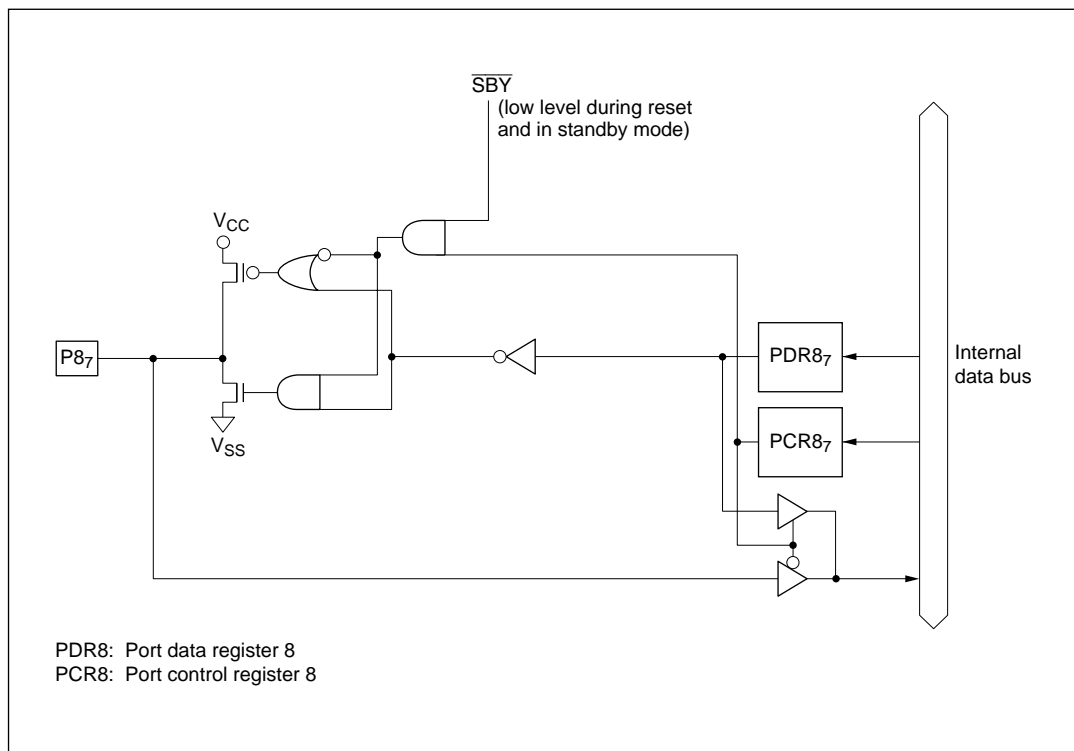 SBY
(low level during reset
and in standby mode)
VCC
P87
PDR87
Internal
data bus
PCR87
VSS
PDR8: Port data register 8
PCR8: Port control register 8